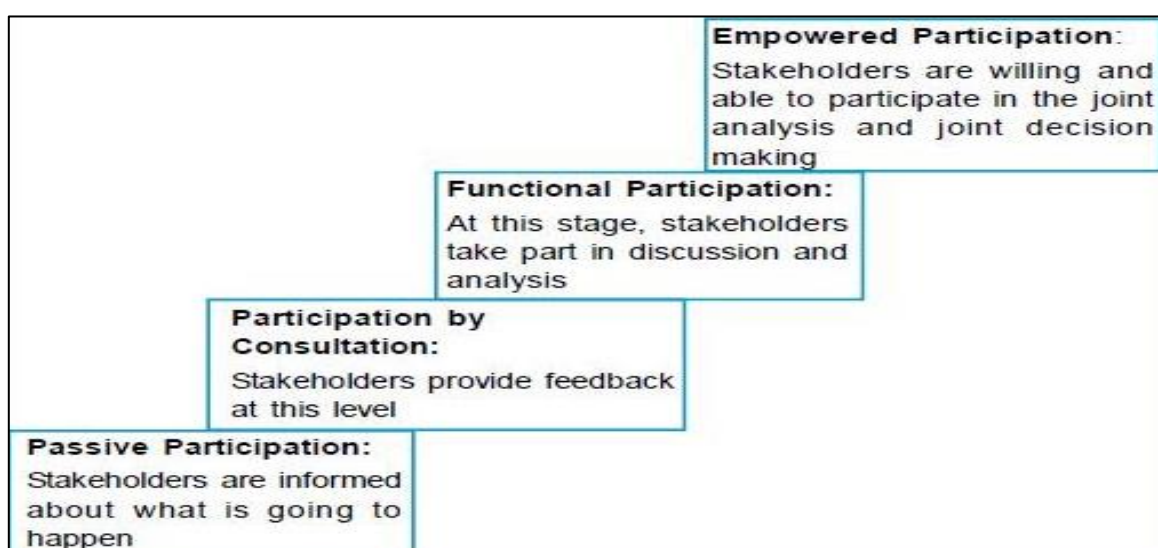 Empowered Participation:
Stakeholders are willing and
able to participate in the joint
analysis and joint decision
making
Functional Participation:
At this stage, stakeholders
take part in discussion and
analysis
Participation by
Consultation:
Stakeholders provide feedback
at this level
Passive Participation:
Stakeholders are informed
about what is going to
happen